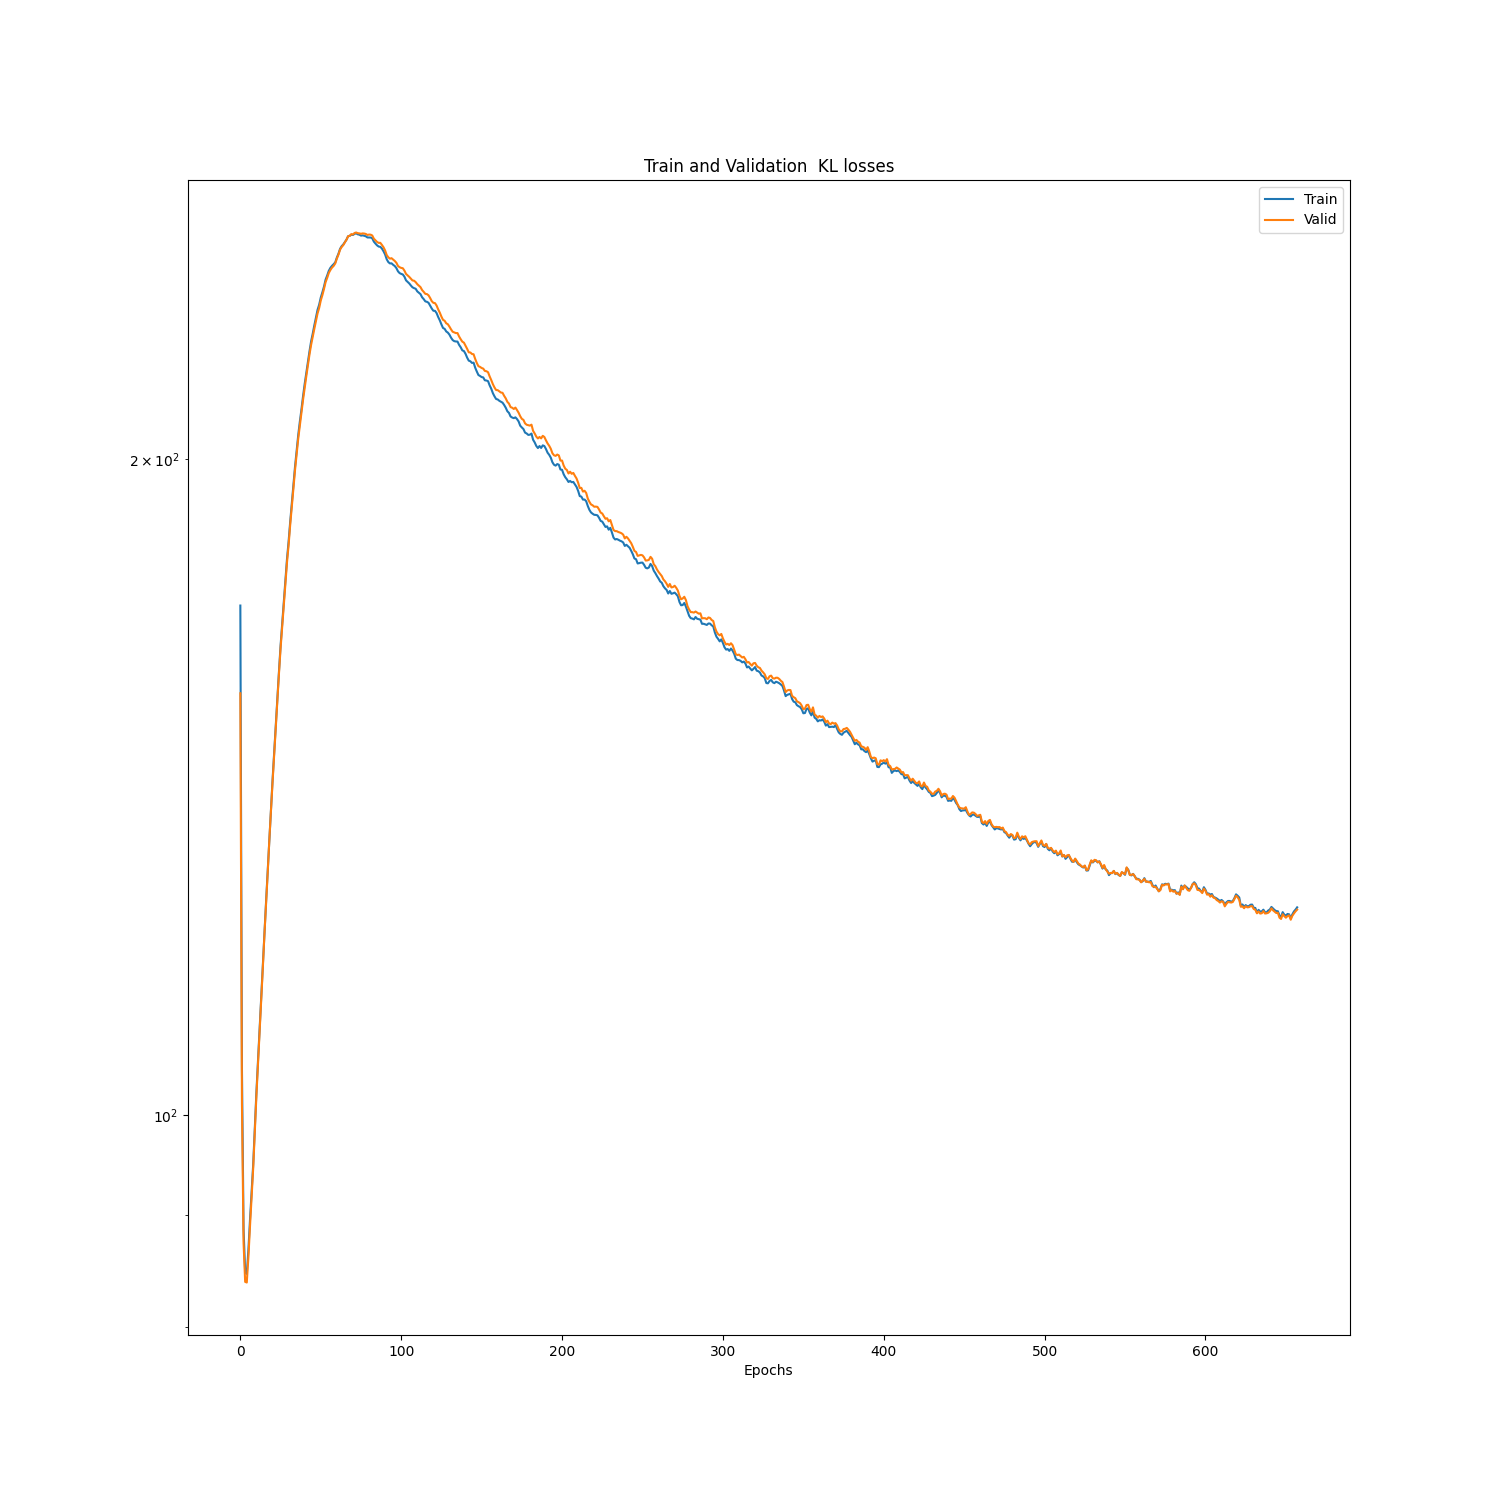 Train and Validation  KL losses
Train
Valid
2 × 10²
10²
0 100 200 300 400 500 600
Epochs